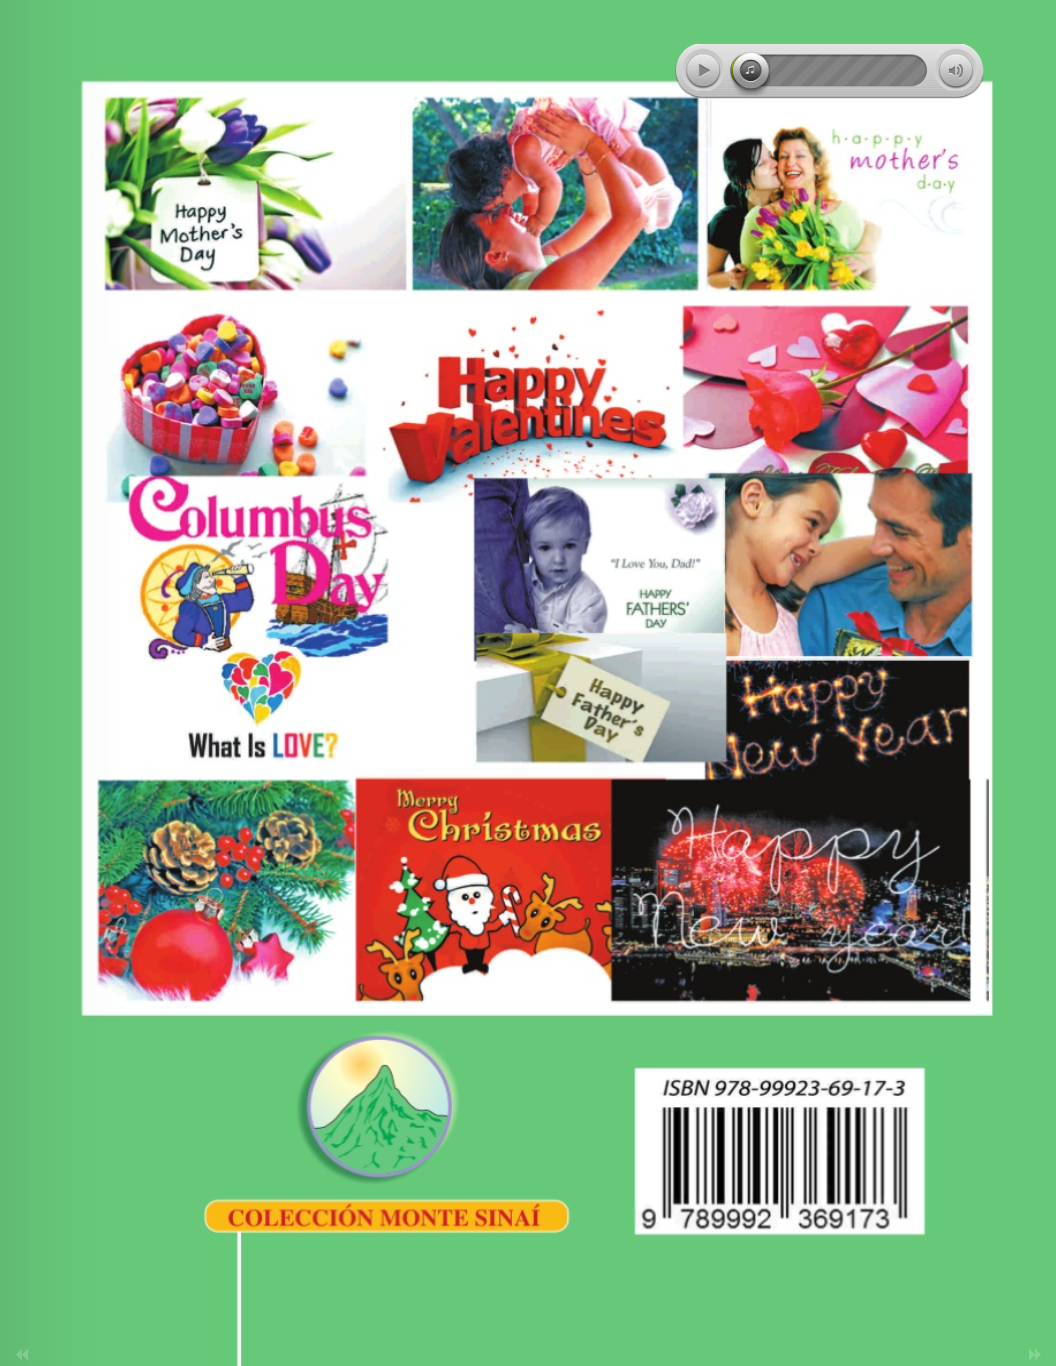 Happy
Mother's
Day
h·a·p·p·y
mother's
d·a·y
Happy
Valentines
Columbus
Day
"I Love You, Dad!"
HAPPY
FATHERS'
DAY
What Is LOVE?
Happy
Father's
Day
Happy
New Year
Merry
Christmas
Happy
New year!
ISBN 978-99923-69-17-3
9 789992 369173
COLECCIÓN MONTE SINAÍ